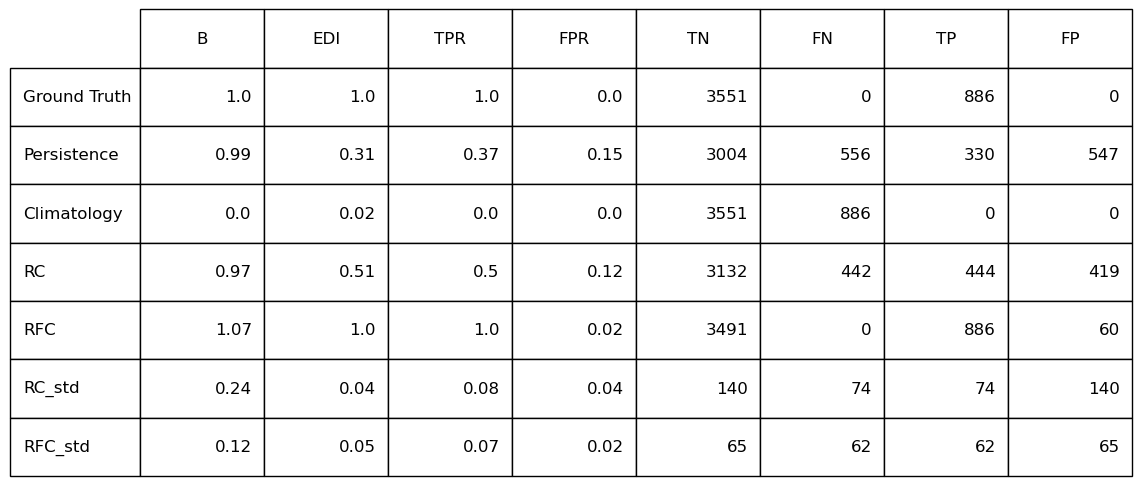 B EDI TPR FPR TN FN TP FP
Ground Truth 1.0 1.0 1.0 0.0 3551 0 886 0
Persistence 0.99 0.31 0.37 0.15 3004 556 330 547
Climatology 0.0 0.02 0.0 0.0 3551 886 0 0
RC 0.97 0.51 0.5 0.12 3132 442 444 419
RFC 1.07 1.0 1.0 0.02 3491 0 886 60
RC_std 0.24 0.04 0.08 0.04 140 74 74 140
RFC_std 0.12 0.05 0.07 0.02 65 62 62 65